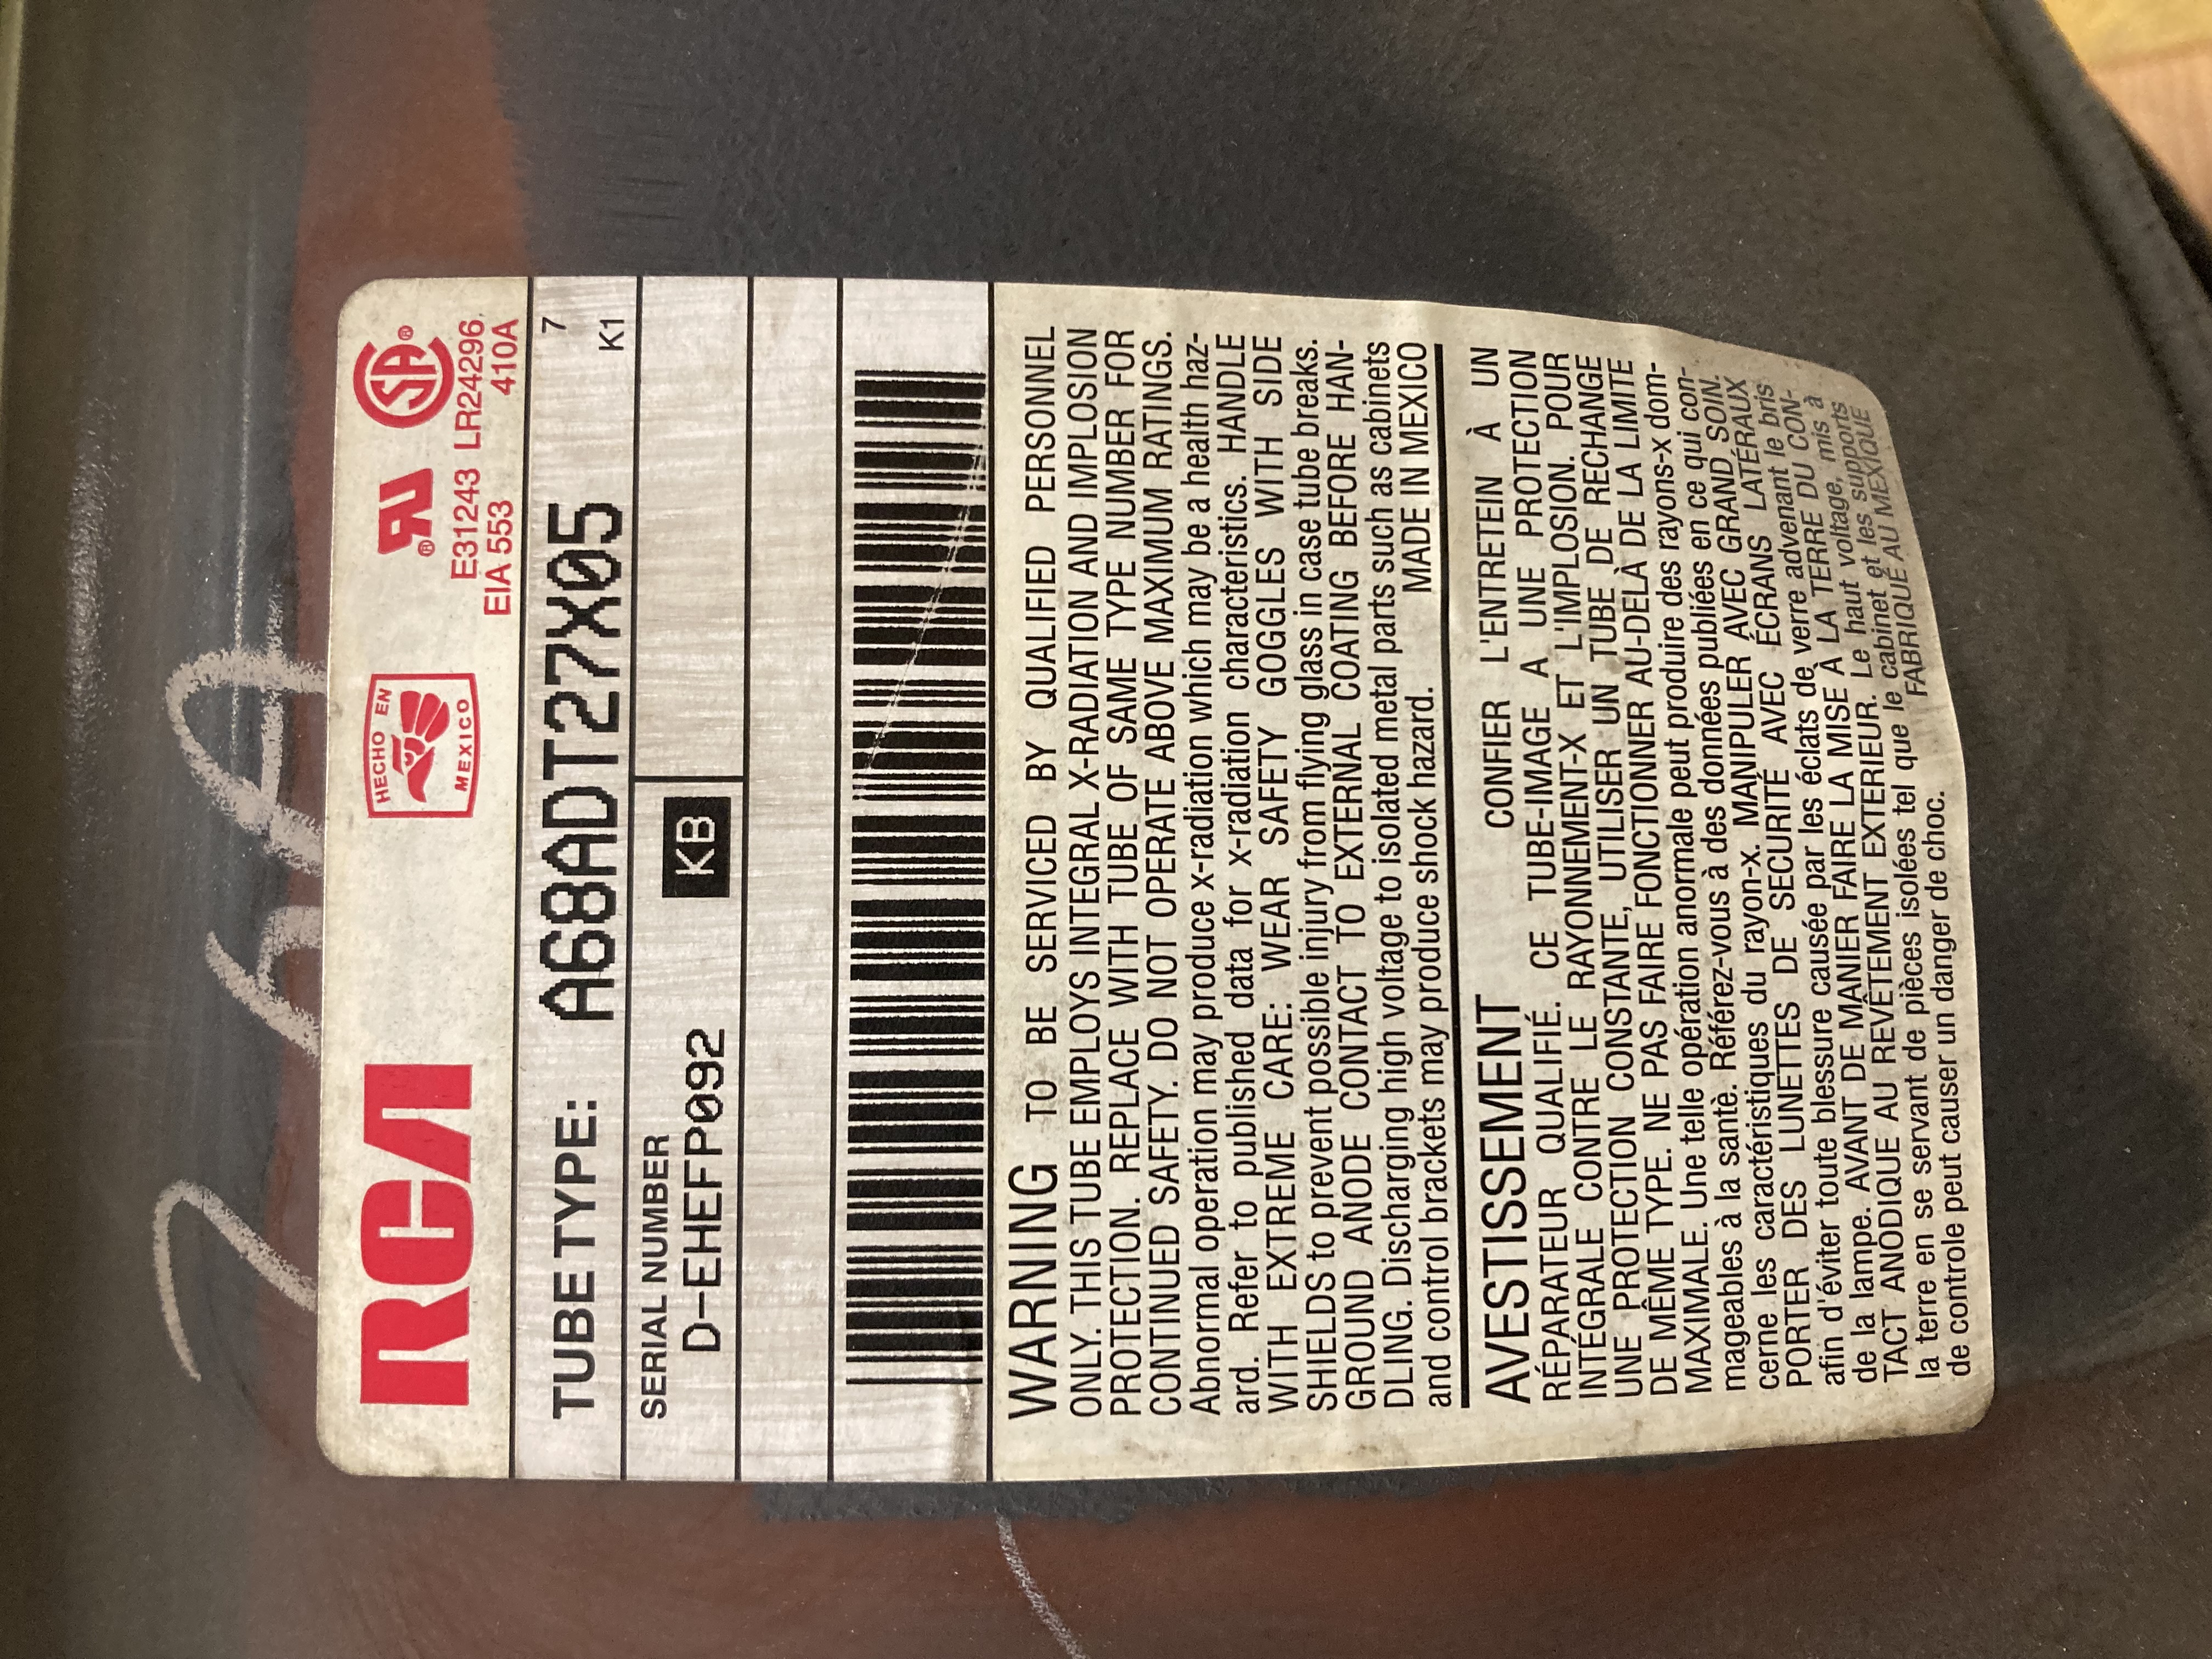 RCA
HECHO EN
MEXICO
E31243 LR24296
EIA 553 410A
TUBE TYPE: A68ADT27X05 7
K1
SERIAL NUMBER
D-EHEFP092 KB
WARNING TO BE SERVICED BY QUALIFIED PERSONNEL
ONLY. THIS TUBE EMPLOYS INTEGRAL X-RADIATION AND IMPLOSION
PROTECTION. REPLACE WITH TUBE OF SAME TYPE NUMBER FOR
CONTINUED SAFETY. DO NOT OPERATE ABOVE MAXIMUM RATINGS.
Abnormal operation may produce x-radiation which may be a health haz-
ard. Refer to published data for x-radiation characteristics. HANDLE
WITH EXTREME CARE: WEAR SAFETY GOGGLES WITH SIDE
SHIELDS to prevent possible injury from flying glass in case tube breaks.
GROUND ANODE CONTACT TO EXTERNAL COATING BEFORE HAN-
DLING. Discharging high voltage to isolated metal parts such as cabinets
and control brackets may produce shock hazard. MADE IN MEXICO
AVESTISSEMENT CONFIER L'ENTRETEIN À UN
RÉPARATEUR QUALIFIÉ. CE TUBE-IMAGE A UNE PROTECTION
INTÉGRALE CONTRE LE RAYONNEMENT-X ET L'IMPLOSION. POUR
UNE PROTECTION CONSTANTE, UTILISER UN TUBE DE RECHANGE
DE MÊME TYPE. NE PAS FAIRE FONCTIONNER AU-DELÀ DE LA LIMITE
MAXIMALE. Une telle opération anormale peut produire des rayons-x dom-
mageables à la santè. Référez-vous à des données publiées en ce qui con-
cerne les caractéristiques du rayon-x. MANIPULER AVEC GRAND SOIN.
PORTER DES LUNETTES DE SECURITÉ AVEC ÉCRANS LATÉRAUX
afin d'éviter toute blessure causée par les éclats de verre advenant le bris
de la lampe. AVANT DE MANIER FAIRE LA MISE À LA TERRE DU CON-
TACT ANODIQUE AU REVÊTEMENT EXTÉRIEUR. Le haut voltage, mis à
la terre en se servant de pièces isolées tel que le cabinet et les supports
de controle peut causer un danger de choc. FABRIQUÉ AU MEXIQUE